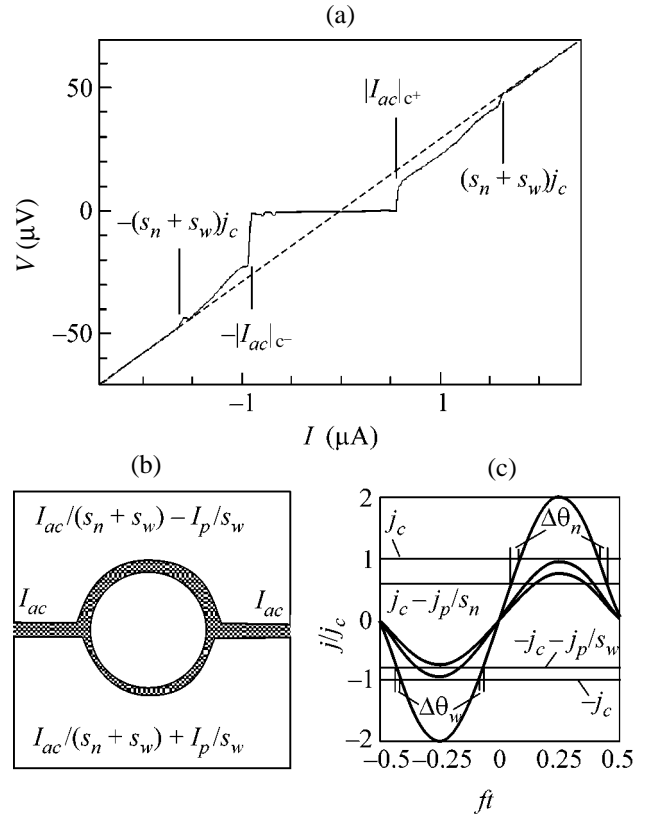 (a)
50
0
−50
V (μV)
|I_ac|_c+
(s_n + s_w)j_c
−(s_n + s_w)j_c
−|I_ac|_c−
−1
1
I (μA)
(b)
I_ac/(s_n + s_w) − I_p/s_w
I_ac
I_ac
I_ac/(s_n + s_w) + I_p/s_w
(c)
2
1
0
−1
−2
j/j_c
j_c
Δθ_n
j_c − j_p/s_n
−j_c − j_p/s_w
−j_c
Δθ_w
−0.5 −0.25 0 0.25 0.5
ft